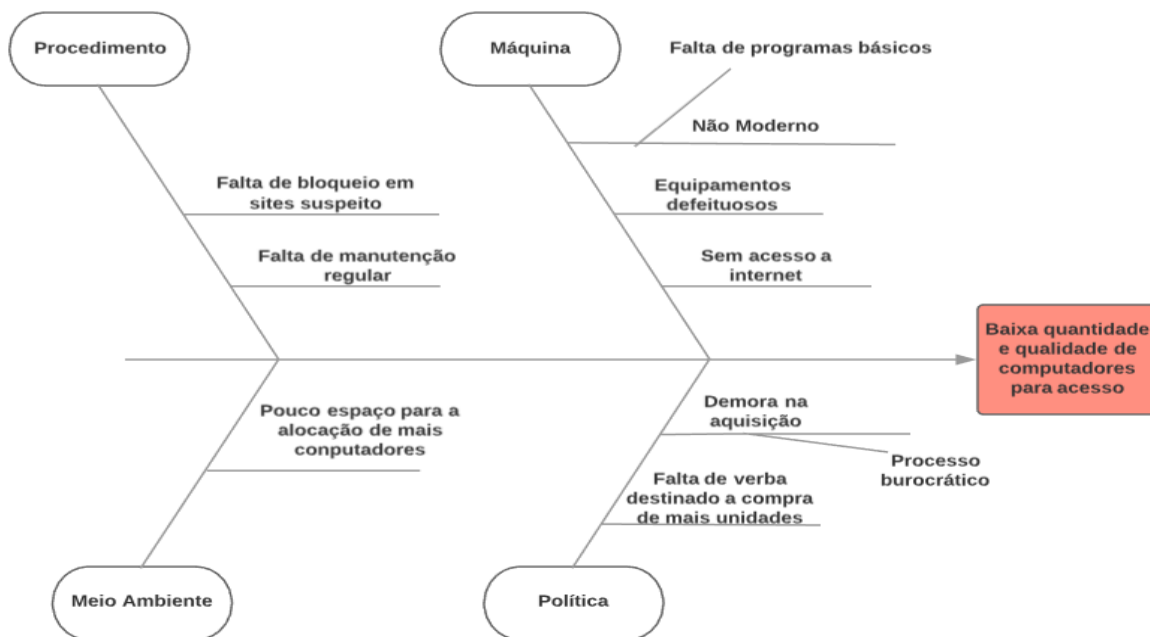 Procedimento
Máquina
Falta de programas básicos
Não Moderno
Falta de bloqueio em
sites suspeito
Equipamentos
defeituosos
Falta de manutenção
regular
Sem acesso a
internet
Baixa quantidade
e qualidade de
computadores
para acesso
Pouco espaço para a
alocação de mais
conputadores
Demora na
aquisição
Processo
burocrático
Falta de verba
destinado a compra
de mais unidades
Meio Ambiente
Política